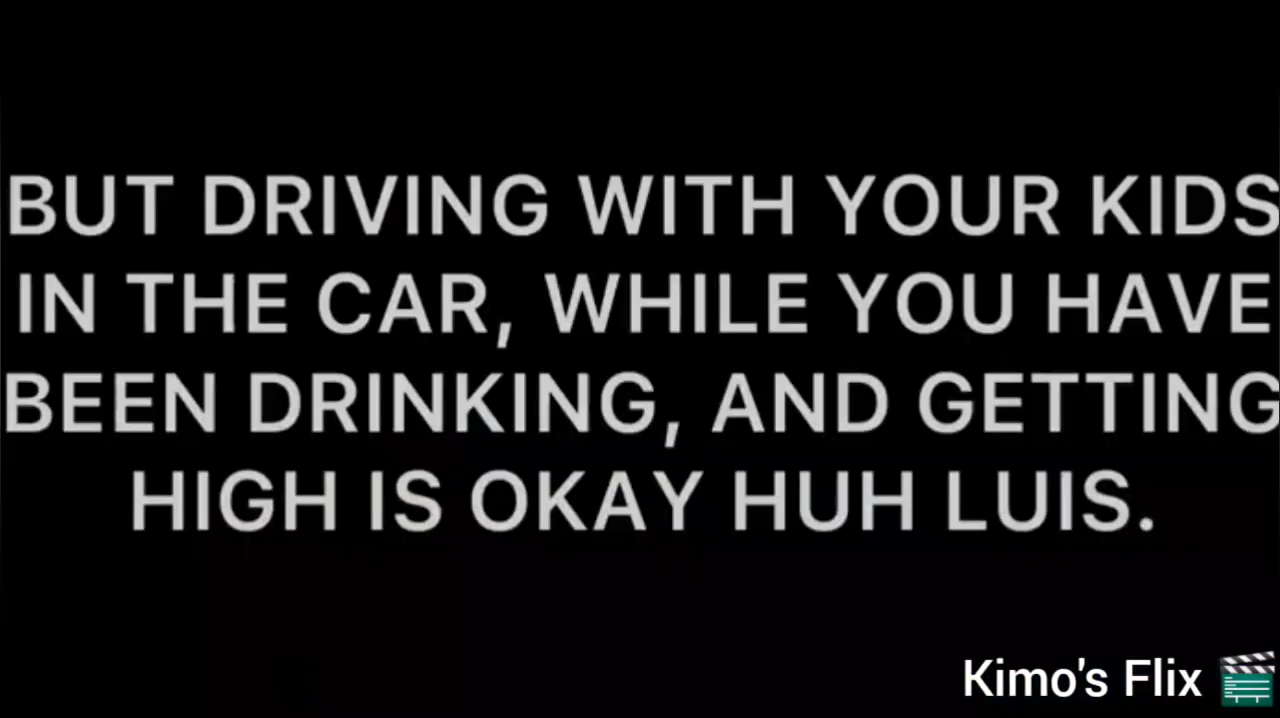 BUT DRIVING WITH YOUR KIDS
IN THE CAR, WHILE YOU HAVE
BEEN DRINKING, AND GETTING
HIGH IS OKAY HUH LUIS.
Kimo's Flix